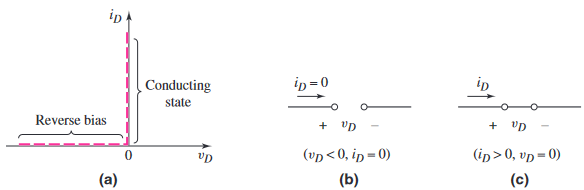 i_D
Conducting
state
Reverse bias
0
v_D
(a)
i_D = 0
+ v_D −
(v_D < 0, i_D = 0)
(b)
i_D
+ v_D −
(i_D > 0, v_D = 0)
(c)